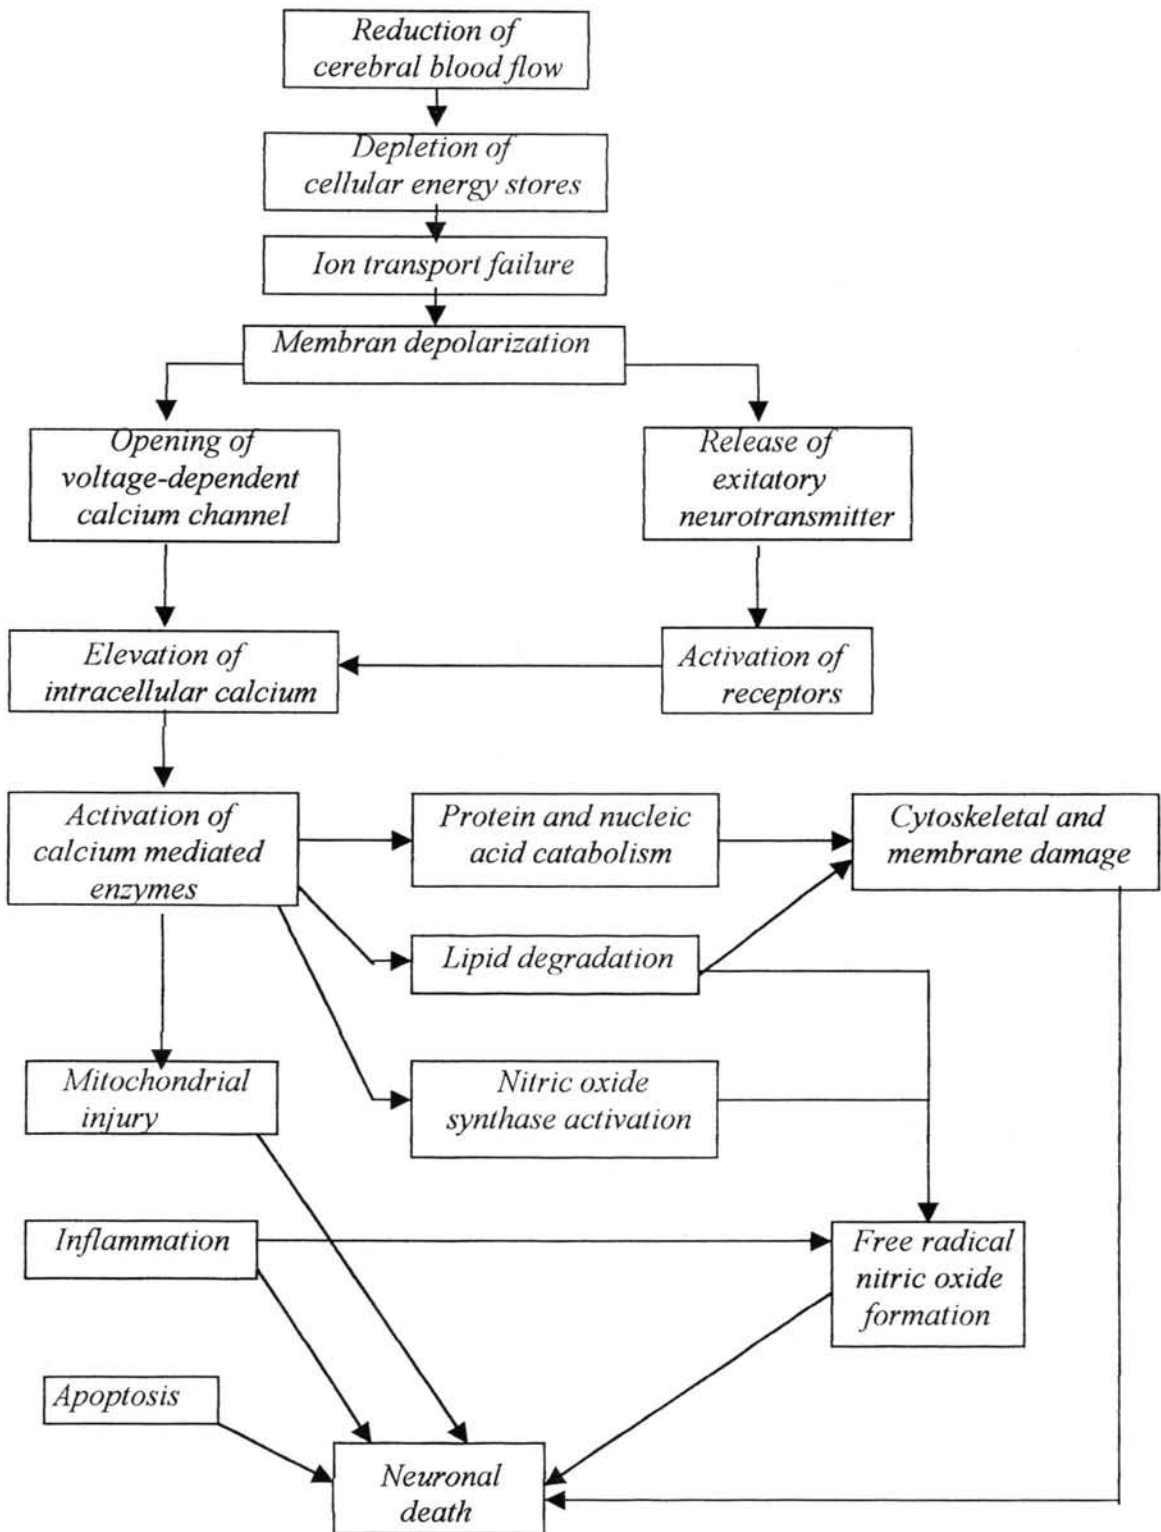 Reduction of
cerebral blood flow
Depletion of
cellular energy stores
Ion transport failure
Membran depolarization
Opening of
voltage-dependent
calcium channel
Release of
exitatory
neurotransmitter
Elevation of
intracellular calcium
Activation of
receptors
Activation of
calcium mediated
enzymes
Protein and nucleic
acid catabolism
Cytoskeletal and
membrane damage
Lipid degradation
Mitochondrial
injury
Nitric oxide
synthase activation
Inflammation
Free radical
nitric oxide
formation
Apoptosis
Neuronal
death